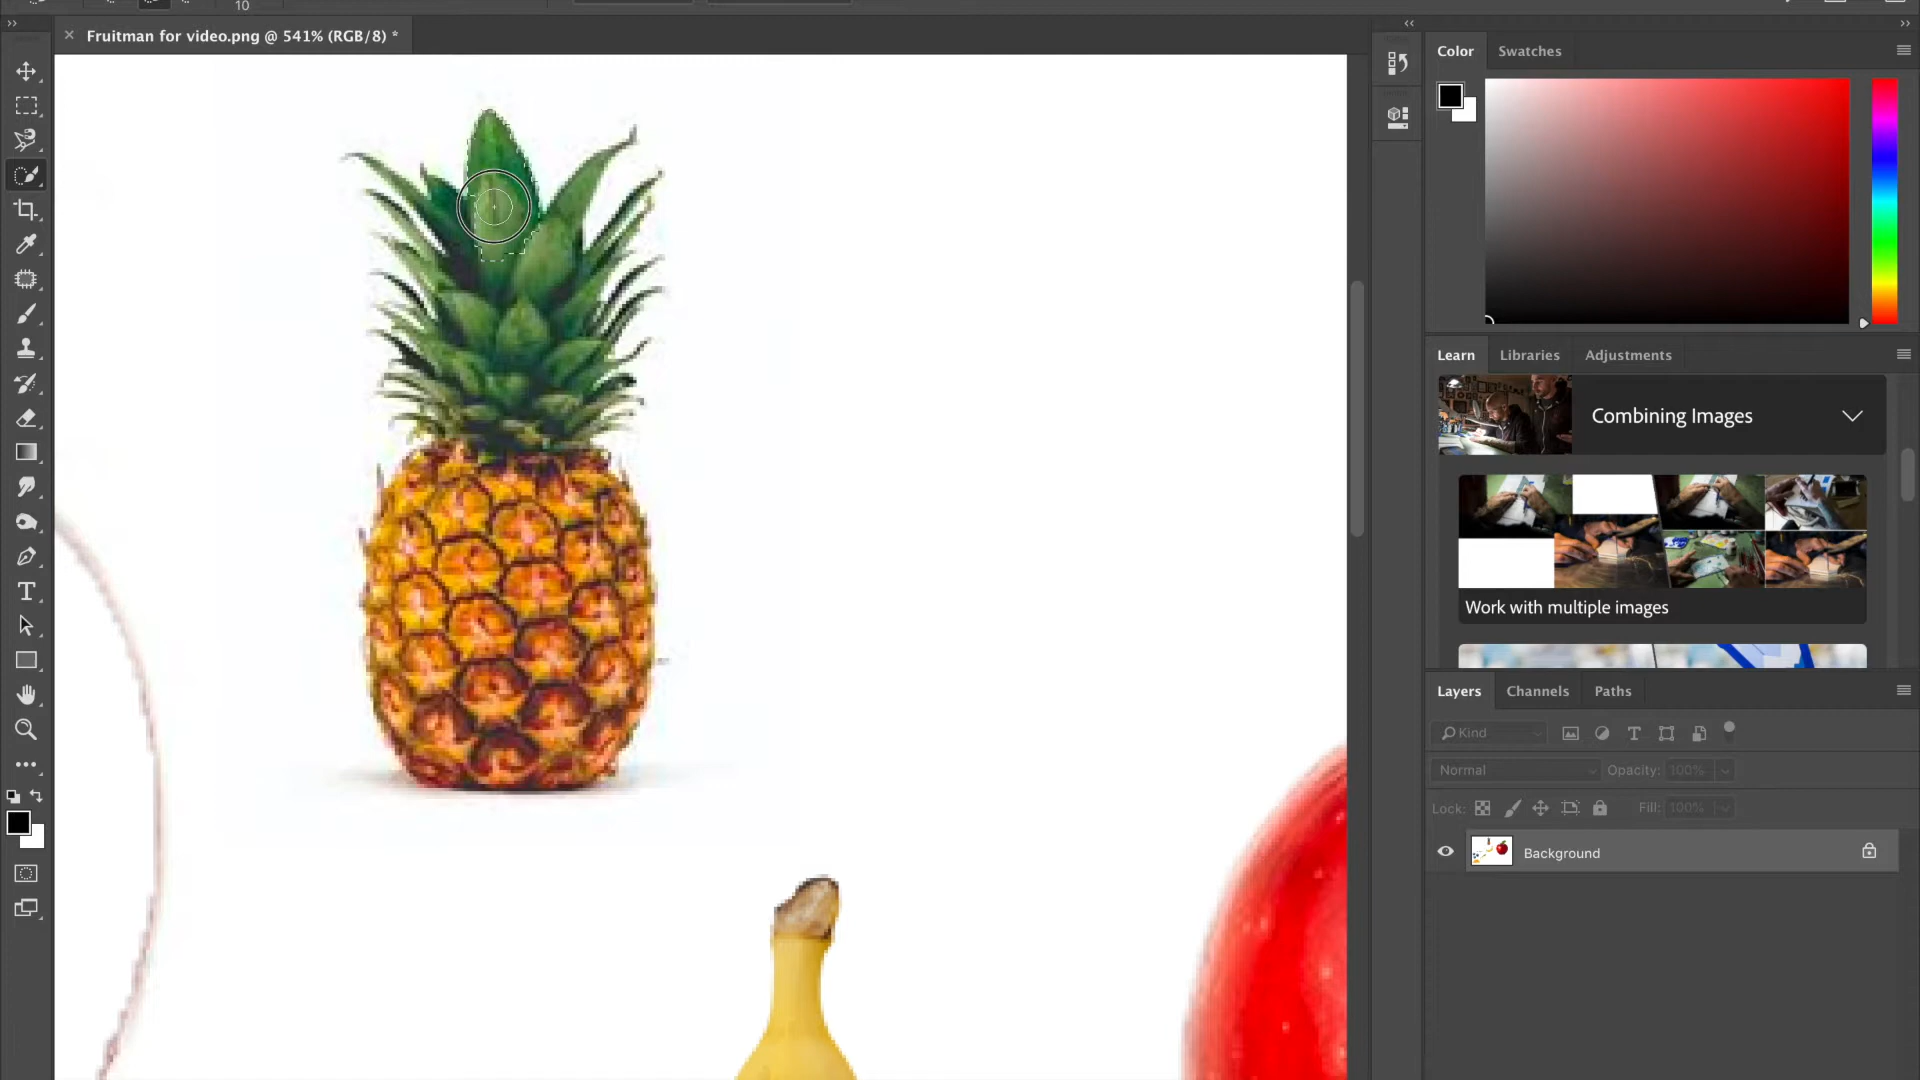 10
Fruitman for video.png @ 541% (RGB/8) *
Color
Swatches
Learn
Libraries
Adjustments
Combining Images
Work with multiple images
Layers
Channels
Paths
Kind
Normal
Opacity: 100%
Lock:
Fill: 100%
Background